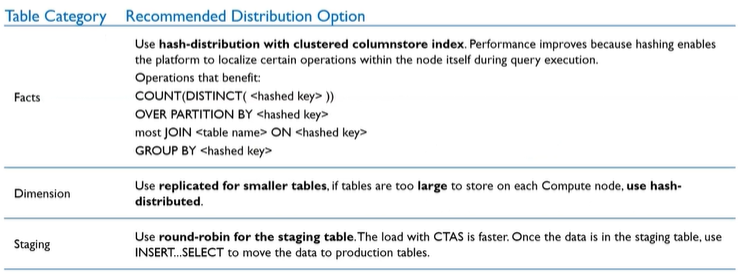 Table Category Recommended Distribution Option
Use hash-distribution with clustered columnstore index. Performance improves because hashing enables
the platform to localize certain operations within the node itself during query execution.
Operations that benefit:
Facts
COUNT(DISTINCT( <hashed key> ))
OVER PARTITION BY <hashed key>
most JOIN <table name> ON <hashed key>
GROUP BY <hashed key>
Dimension
Use replicated for smaller tables, if tables are too large to store on each Compute node, use hash-
distributed.
Staging
Use round-robin for the staging table. The load with CTAS is faster. Once the data is in the staging table, use
INSERT...SELECT to move the data to production tables.